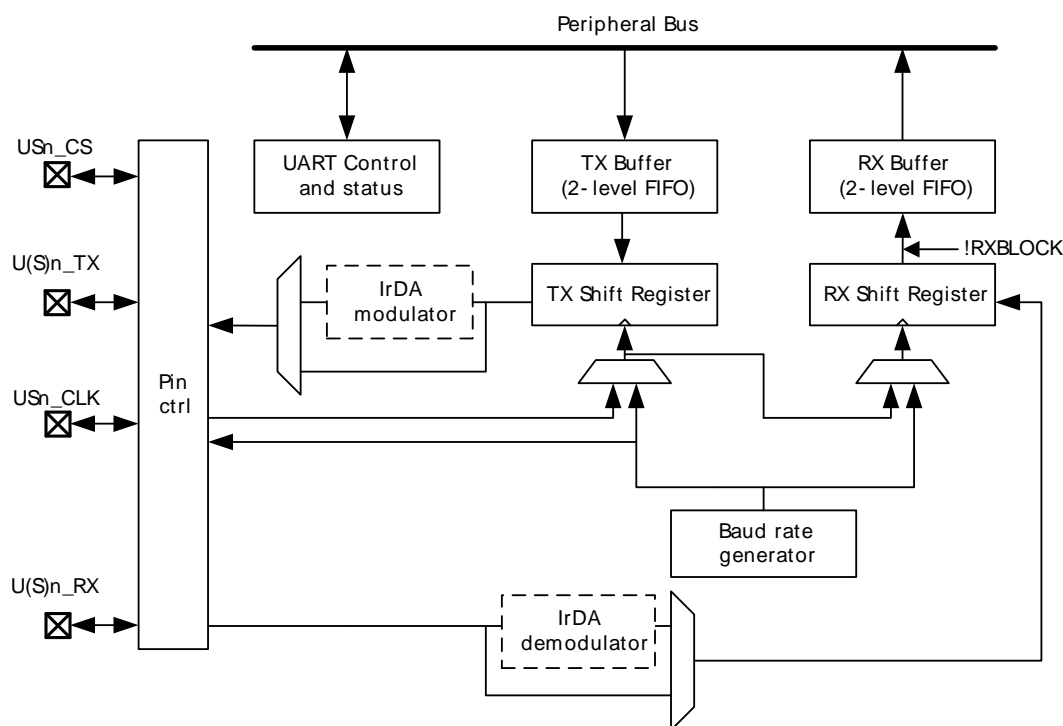 Peripheral Bus
USn_CS
UART Control
and status
TX Buffer
(2- level FIFO)
RX Buffer
(2- level FIFO)
!RXBLOCK
U(S)n_TX
IrDA
modulator
TX Shift Register
RX Shift Register
Pin
ctrl
USn_CLK
Baud rate
generator
U(S)n_RX
IrDA
demodulator